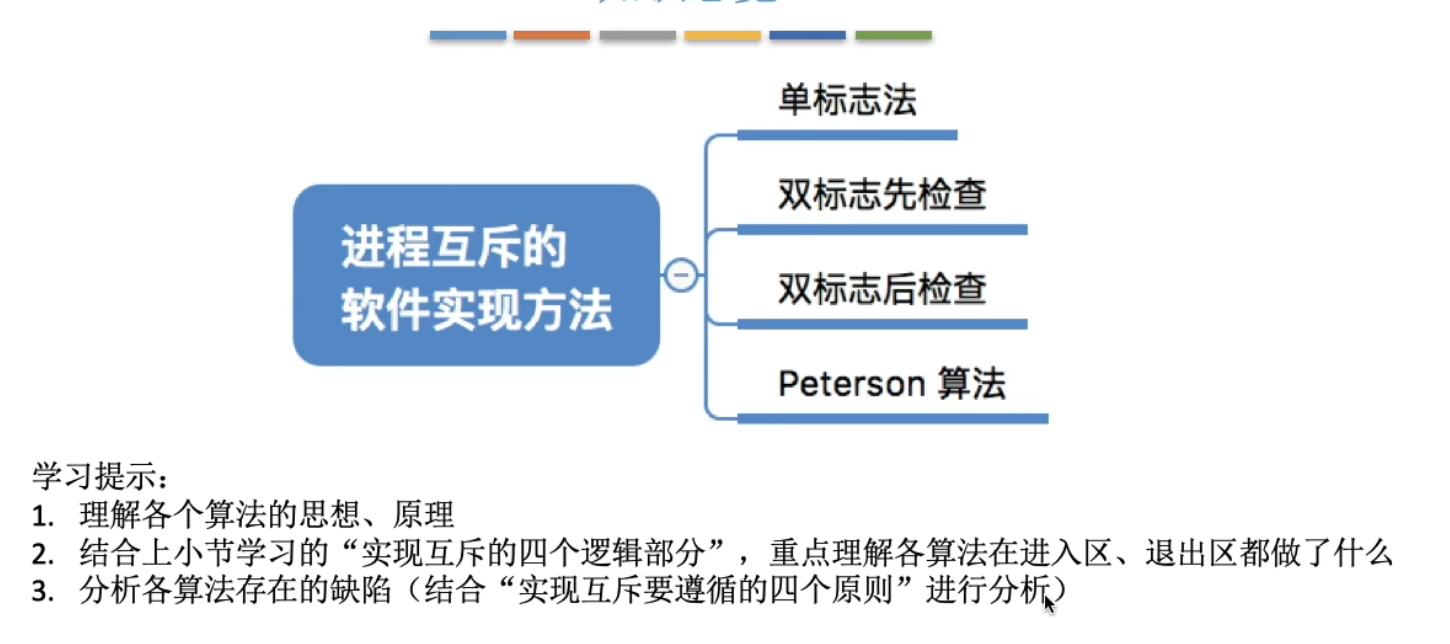 单标志法
双标志先检查
进程互斥的
软件实现方法
双标志后检查
Peterson 算法
学习提示：
1. 理解各个算法的思想、原理
2. 结合上小节学习的“实现互斥的四个逻辑部分”，重点理解各算法在进入区、退出区都做了什么
3. 分析各算法存在的缺陷（结合“实现互斥要遵循的四个原则”进行分析）